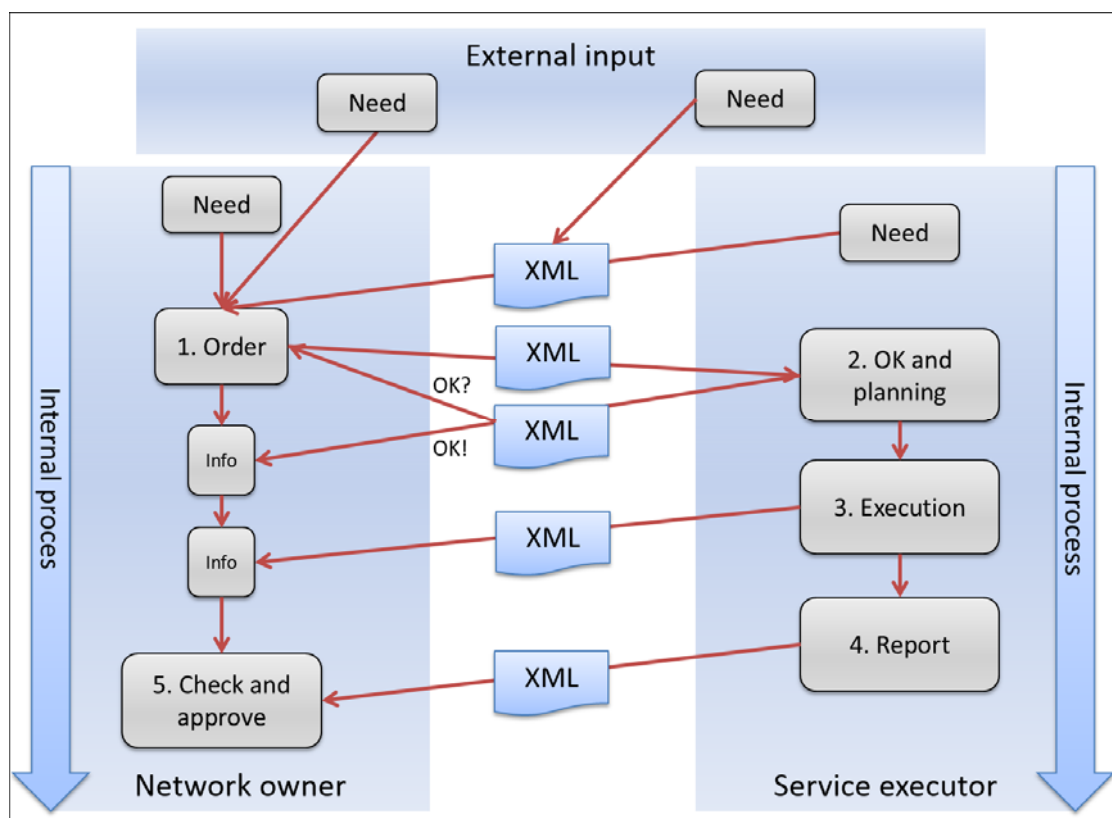 External input
Need
Need
Need
Need
XML
1. Order
XML
2. OK and
planning
OK?
XML
OK!
Info
3. Execution
XML
Info
4. Report
5. Check and
approve
XML
Internal proces
Internal process
Network owner
Service executor